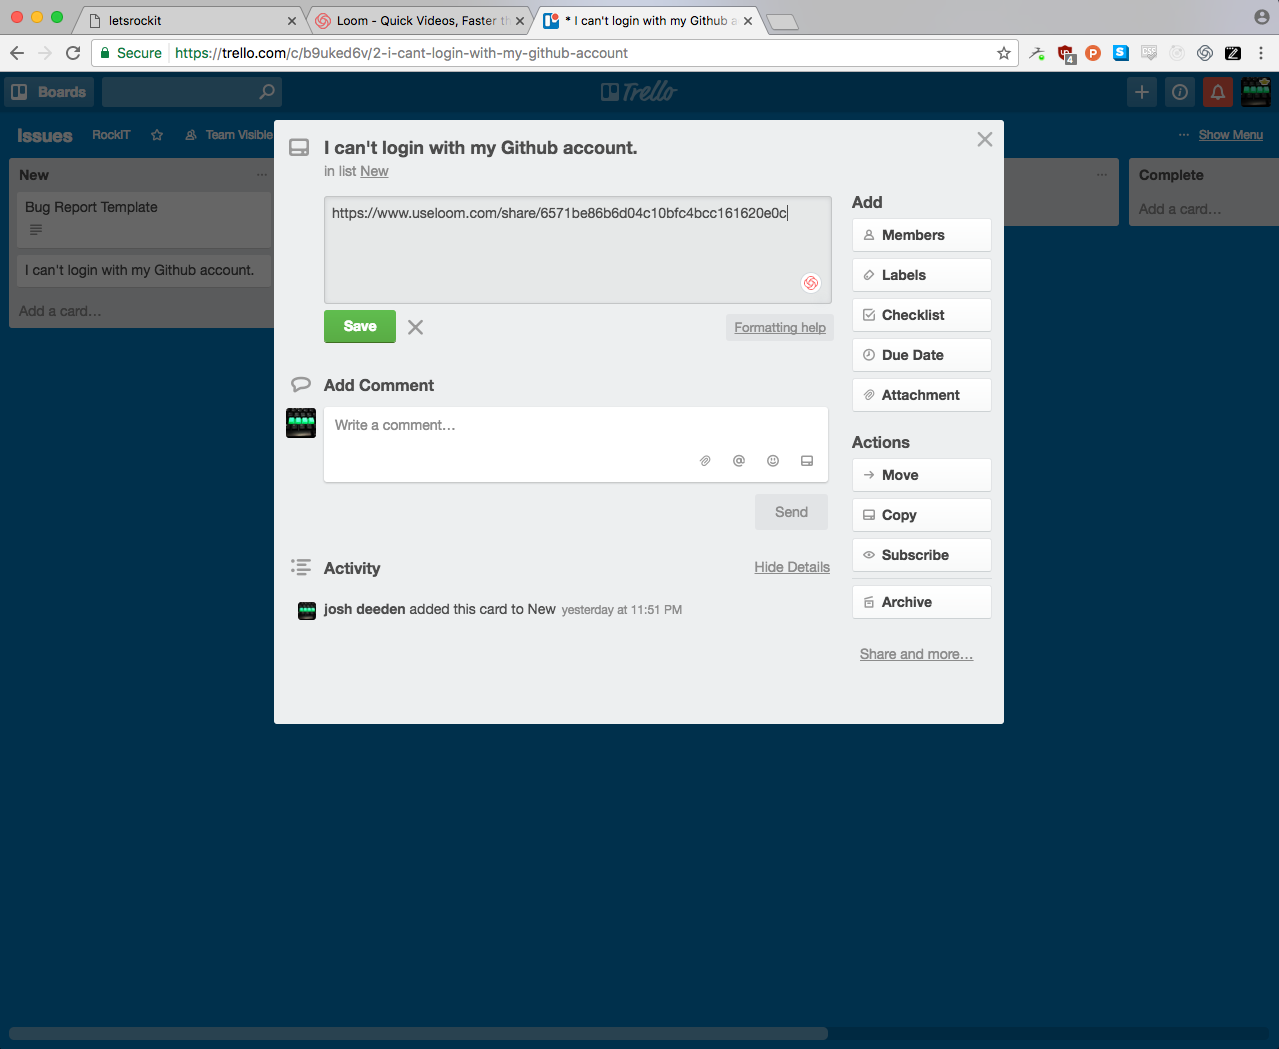 letsrockit
Loom - Quick Videos, Faster th
* I can't login with my Github a
Secure
https://trello.com/c/b9uked6v/2-i-cant-login-with-my-github-account
4
P
S
CSS
Z
Boards
Trello
Issues
RockIT
Team Visible
Show Menu
New
Bug Report Template
I can't login with my Github account.
Add a card…
I can't login with my Github account.
in list New
https://www.useloom.com/share/6571be86b6d04c10bfc4bcc161620e0c
Save
Formatting help
Add Comment
Write a comment…
@
Send
Activity
Hide Details
josh deeden added this card to New yesterday at 11:51 PM
Add
Members
Labels
Checklist
Due Date
Attachment
Actions
Move
Copy
Subscribe
Archive
Share and more…
Complete
Add a card…